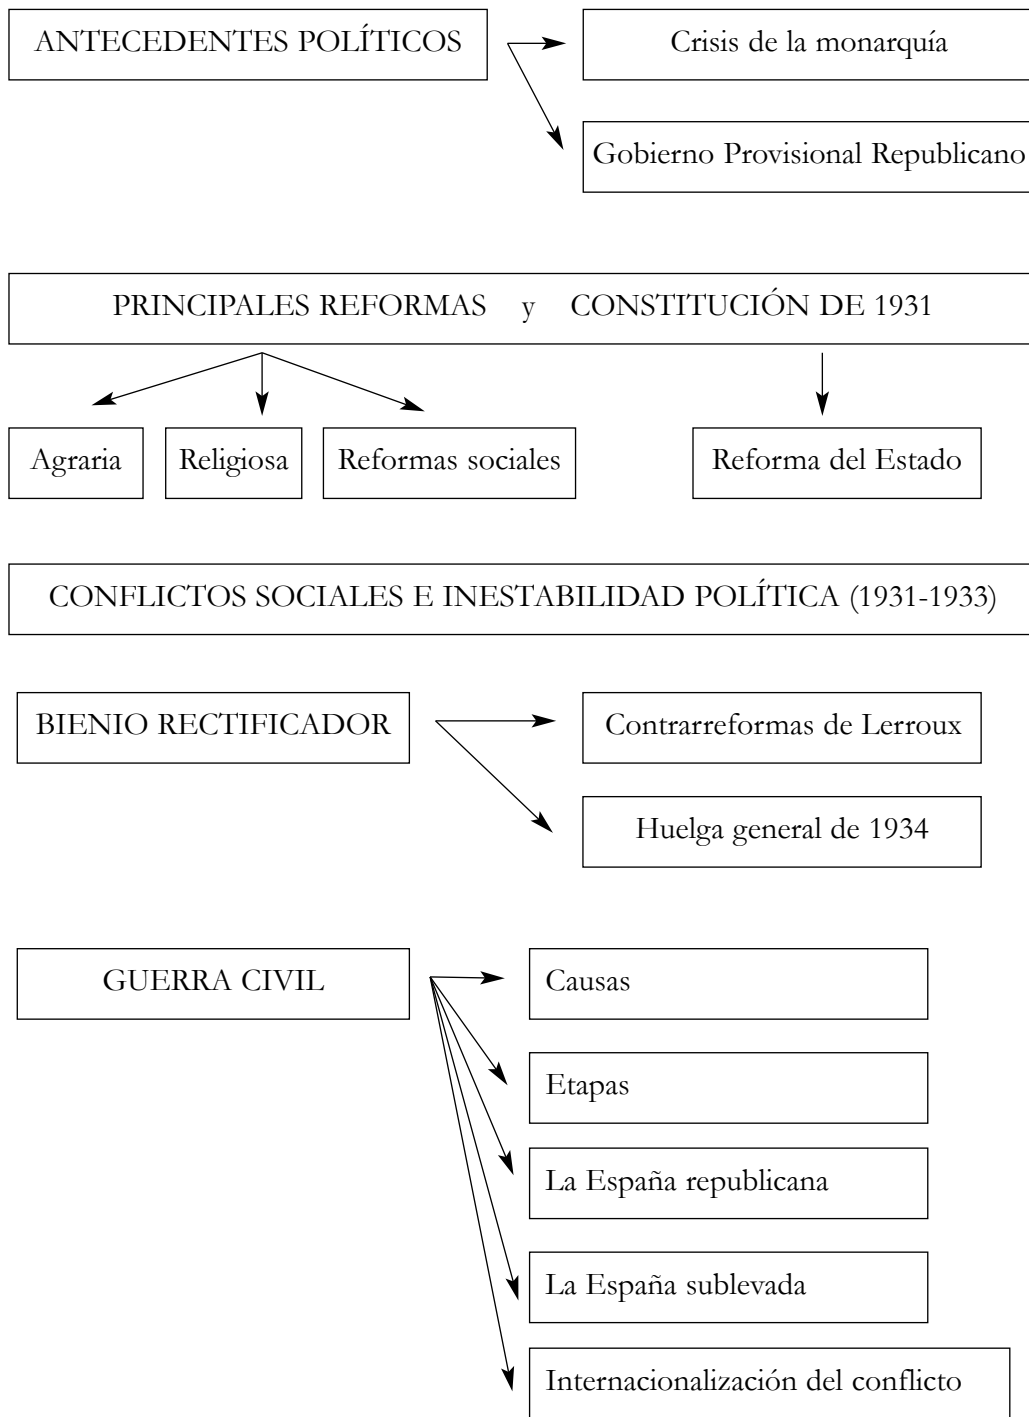 ANTECEDENTES POLÍTICOS
Crisis de la monarquía
Gobierno Provisional Republicano
PRINCIPALES REFORMAS y CONSTITUCIÓN DE 1931
Agraria
Religiosa
Reformas sociales
Reforma del Estado
CONFLICTOS SOCIALES E INESTABILIDAD POLÍTICA (1931-1933)
BIENIO RECTIFICADOR
Contrarreformas de Lerroux
Huelga general de 1934
GUERRA CIVIL
Causas
Etapas
La España republicana
La España sublevada
Internacionalización del conflicto